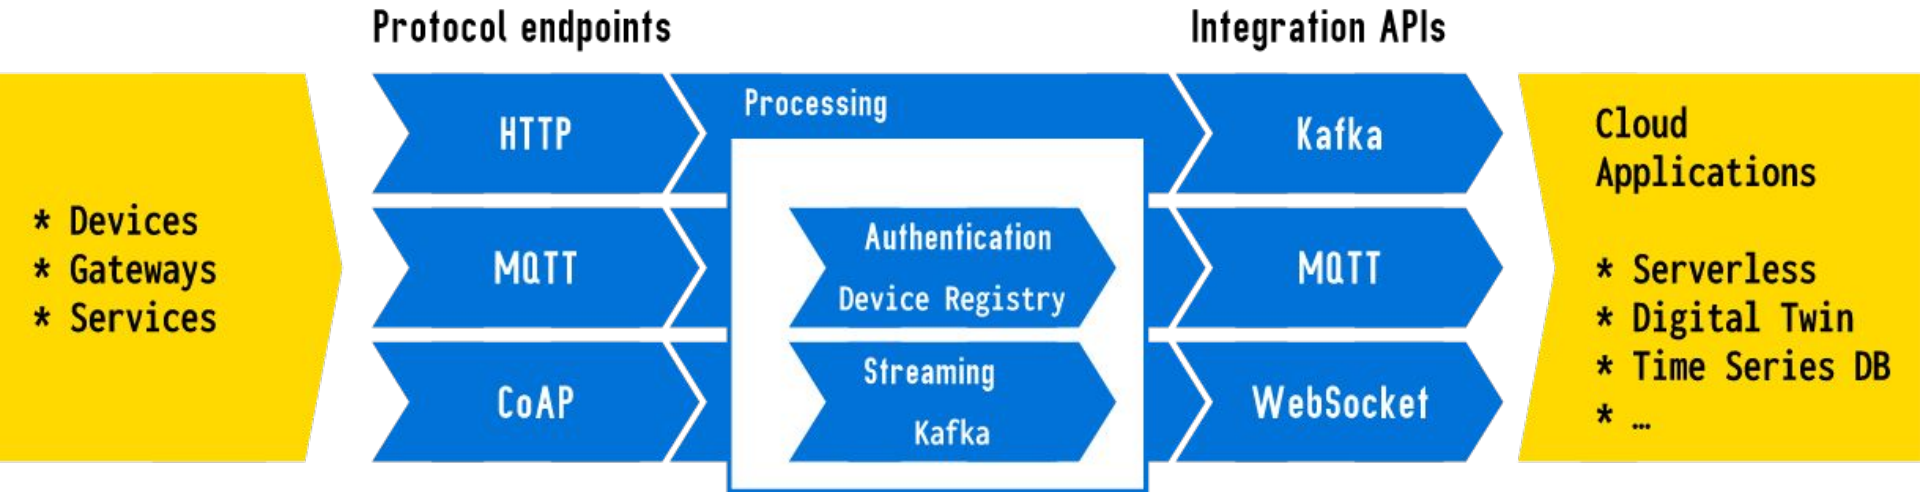 Protocol endpoints
Integration APIs
* Devices
* Gateways
* Services
HTTP
MQTT
CoAP
Processing
Authentication
Device Registry
Streaming
Kafka
Kafka
MQTT
WebSocket
Cloud
Applications
* Serverless
* Digital Twin
* Time Series DB
* …